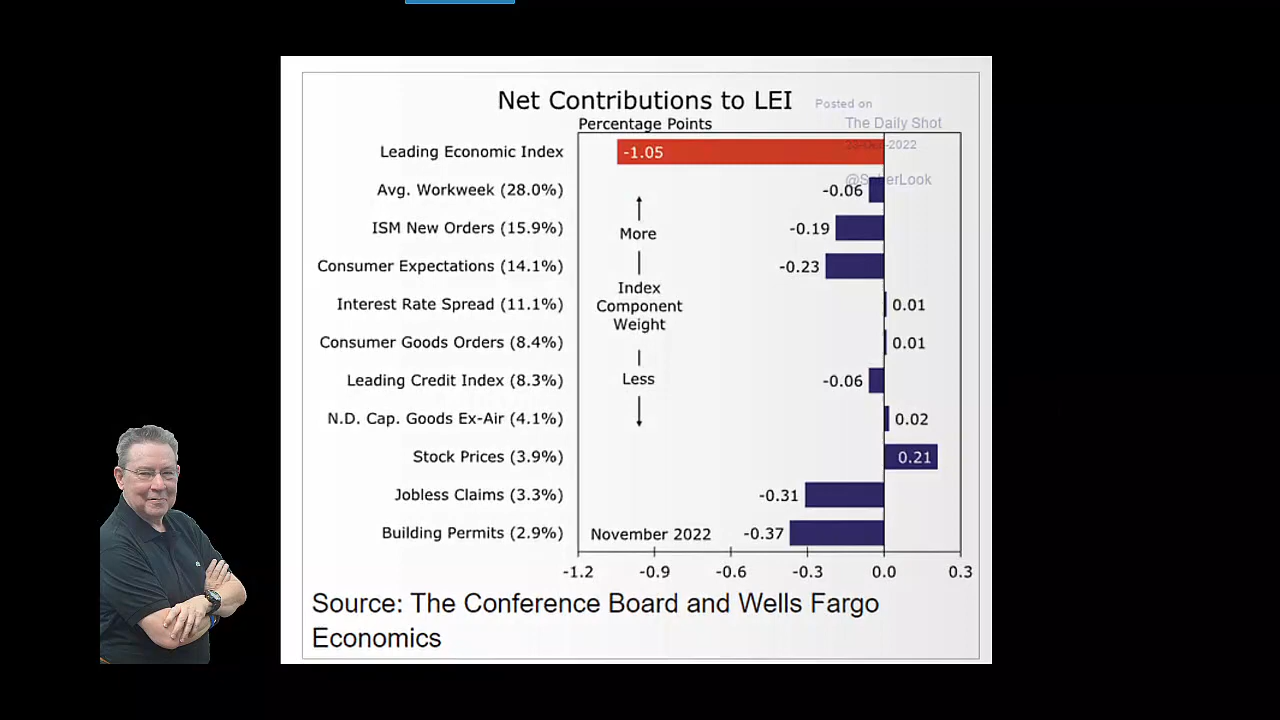 Net Contributions to LEI
Posted on
Percentage Points
The Daily Shot
-2022
Leading Economic Index
-1.05
Avg. Workweek (28.0%)
-0.06
ISM New Orders (15.9%)
-0.19
Consumer Expectations (14.1%)
-0.23
Interest Rate Spread (11.1%)
0.01
Consumer Goods Orders (8.4%)
0.01
Leading Credit Index (8.3%)
-0.06
N.D. Cap. Goods Ex-Air (4.1%)
0.02
Stock Prices (3.9%)
0.21
Jobless Claims (3.3%)
-0.31
Building Permits (2.9%)
-0.37
More
Index
Component
Weight
Less
November 2022
-1.2 -0.9 -0.6 -0.3 0.0 0.3
Source: The Conference Board and Wells Fargo
Economics